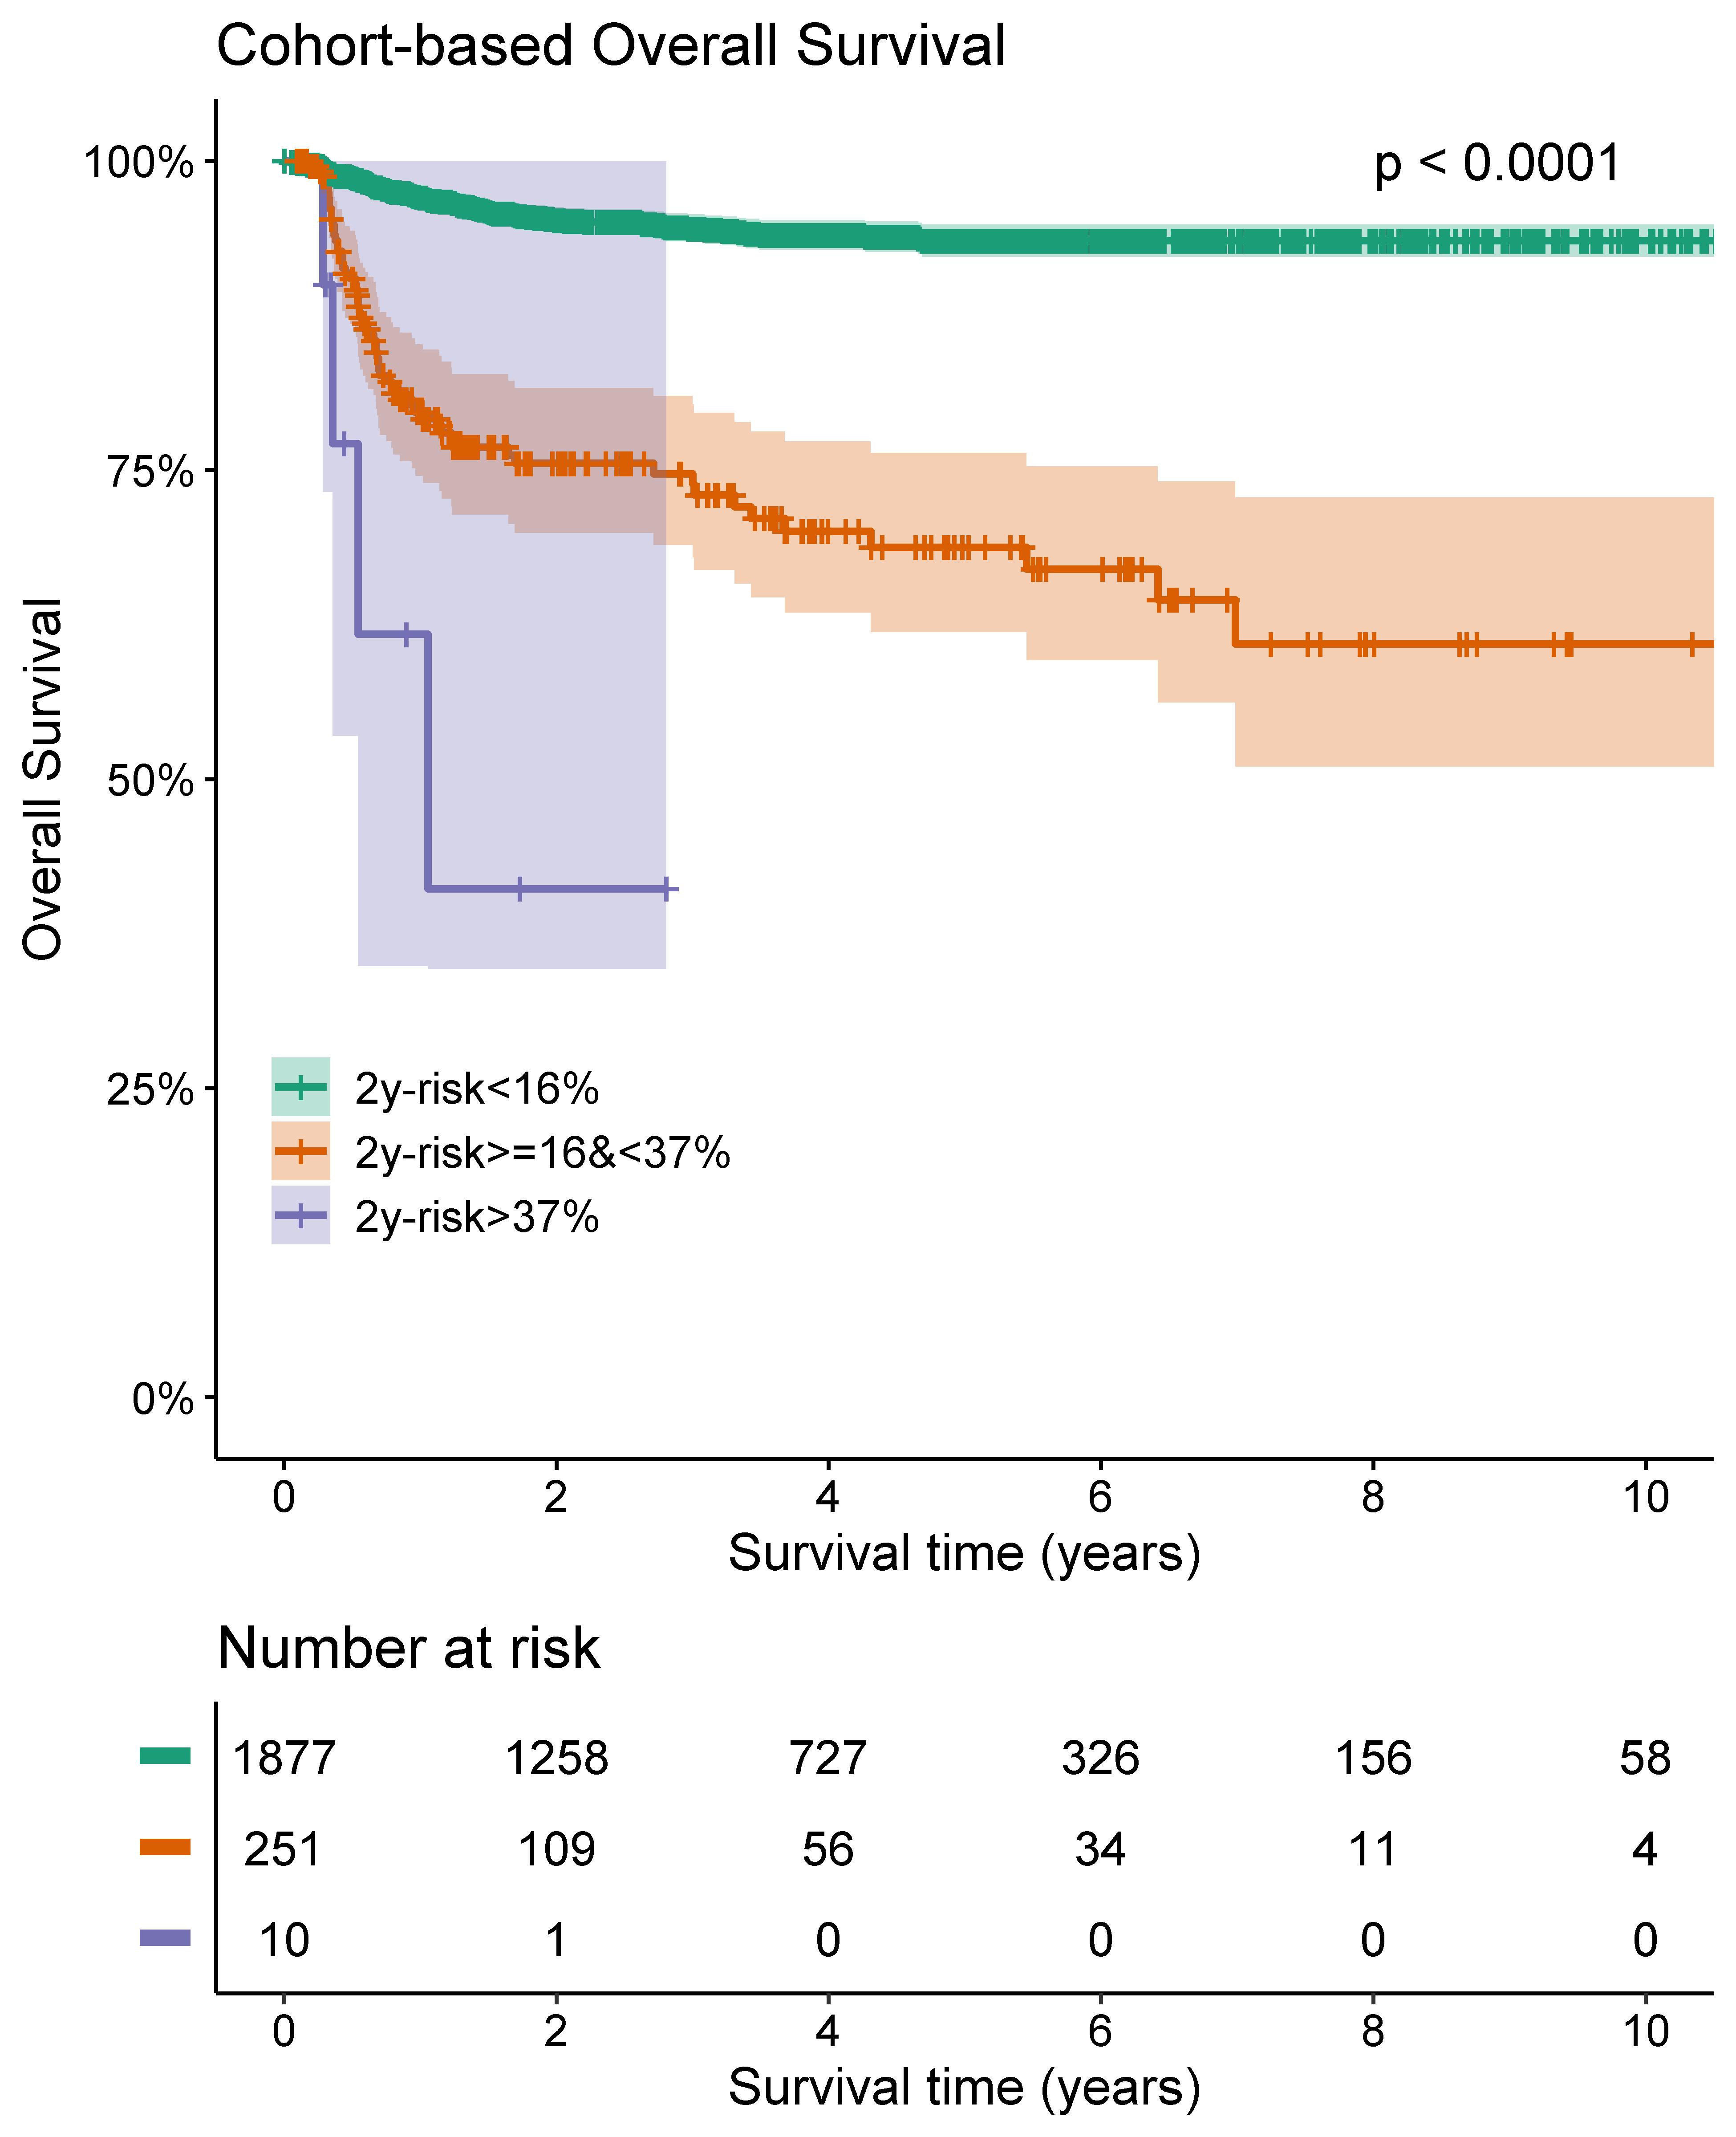 Cohort-based Overall Survival
100%
p < 0.0001
75%
50%
25%
0%
Overall Survival
2y-risk<16%
2y-risk>=16&<37%
2y-risk>37%
0 2 4 6 8 10
Survival time (years)
Number at risk
1877 1258 727 326 156 58
251 109 56 34 11 4
10 1 0 0 0 0
0 2 4 6 8 10
Survival time (years)